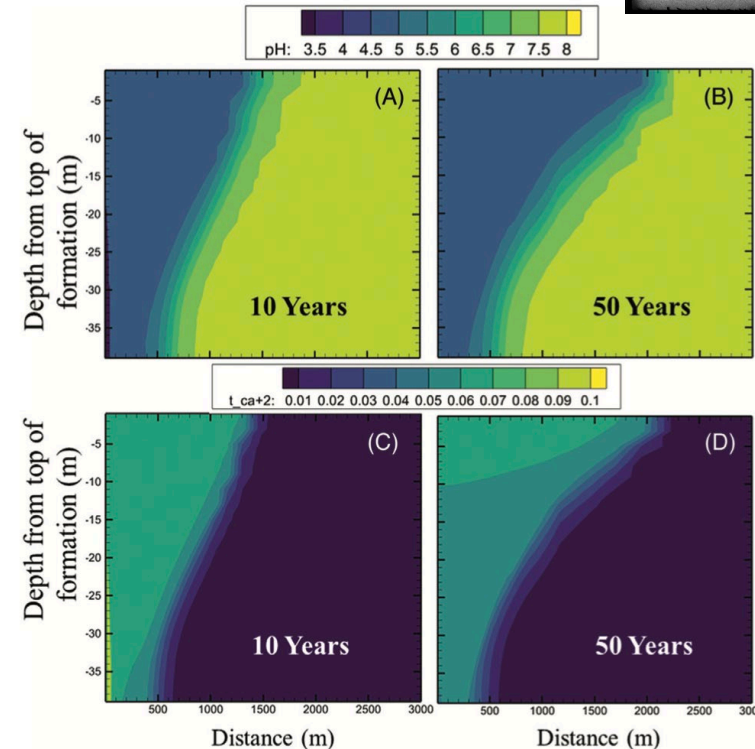 pH: 3.5 4 4.5 5 5.5 6 6.5 7 7.5 8
(A)
(B)
-5
-10
-15
-20
-25
-30
-35
Depth from top of
formation (m)
10 Years
50 Years
t_ca+2: 0.01 0.02 0.03 0.04 0.05 0.06 0.07 0.08 0.09 0.1
(C)
(D)
-5
-10
-15
-20
-25
-30
-35
Depth from top of
formation (m)
10 Years
50 Years
500 1000 1500 2000 2500 3000
500 1000 1500 2000 2500
Distance (m)
Distance (m)